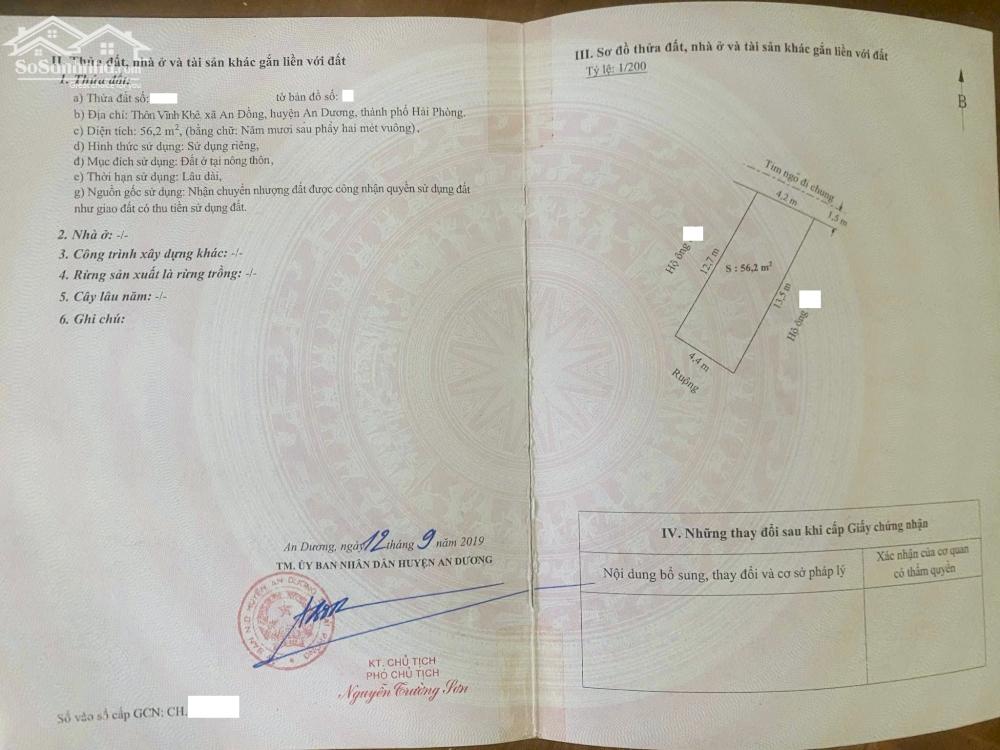 SoSanhnha.com
Great choice, for you
II. Thửa đất, nhà ở và tài sản khác gắn liền với đất
1. Thửa đất:
a) Thửa đất số: tờ bản đồ số:
b) Địa chỉ: Thôn Vĩnh Khê, xã An Đồng, huyện An Dương, thành phố Hải Phòng,
c) Diện tích: 56,2 m², (bằng chữ: Năm mươi sáu phẩy hai mét vuông),
d) Hình thức sử dụng: Sử dụng riêng,
đ) Mục đích sử dụng: Đất ở tại nông thôn,
e) Thời hạn sử dụng: Lâu dài,
g) Nguồn gốc sử dụng: Nhận chuyển nhượng đất được công nhận quyền sử dụng đất
như giao đất có thu tiền sử dụng đất.
2. Nhà ở: -/-
3. Công trình xây dựng khác: -/-
4. Rừng sản xuất là rừng trồng: -/-
5. Cây lâu năm: -/-
6. Ghi chú:
An Dương, ngày 12 tháng 9 năm 2019
TM. ỦY BAN NHÂN DÂN HUYỆN AN DƯƠNG
KT. CHỦ TỊCH
PHÓ CHỦ TỊCH
Nguyễn Trường Sơn
Số vào sổ cấp GCN: CH.
III. Sơ đồ thửa đất, nhà ở và tài sản khác gắn liền với đất
Tỷ lệ: 1/200
B
Tim ngõ đi chung
4,2 m
1,5 m
Hộ ông
12,7 m
S : 56,2 m²
13,5 m
Hộ ông
4,4 m
Ruộng
IV. Những thay đổi sau khi cấp Giấy chứng nhận
Nội dung bổ sung, thay đổi và cơ sở pháp lý
Xác nhận của cơ quan
có thẩm quyền